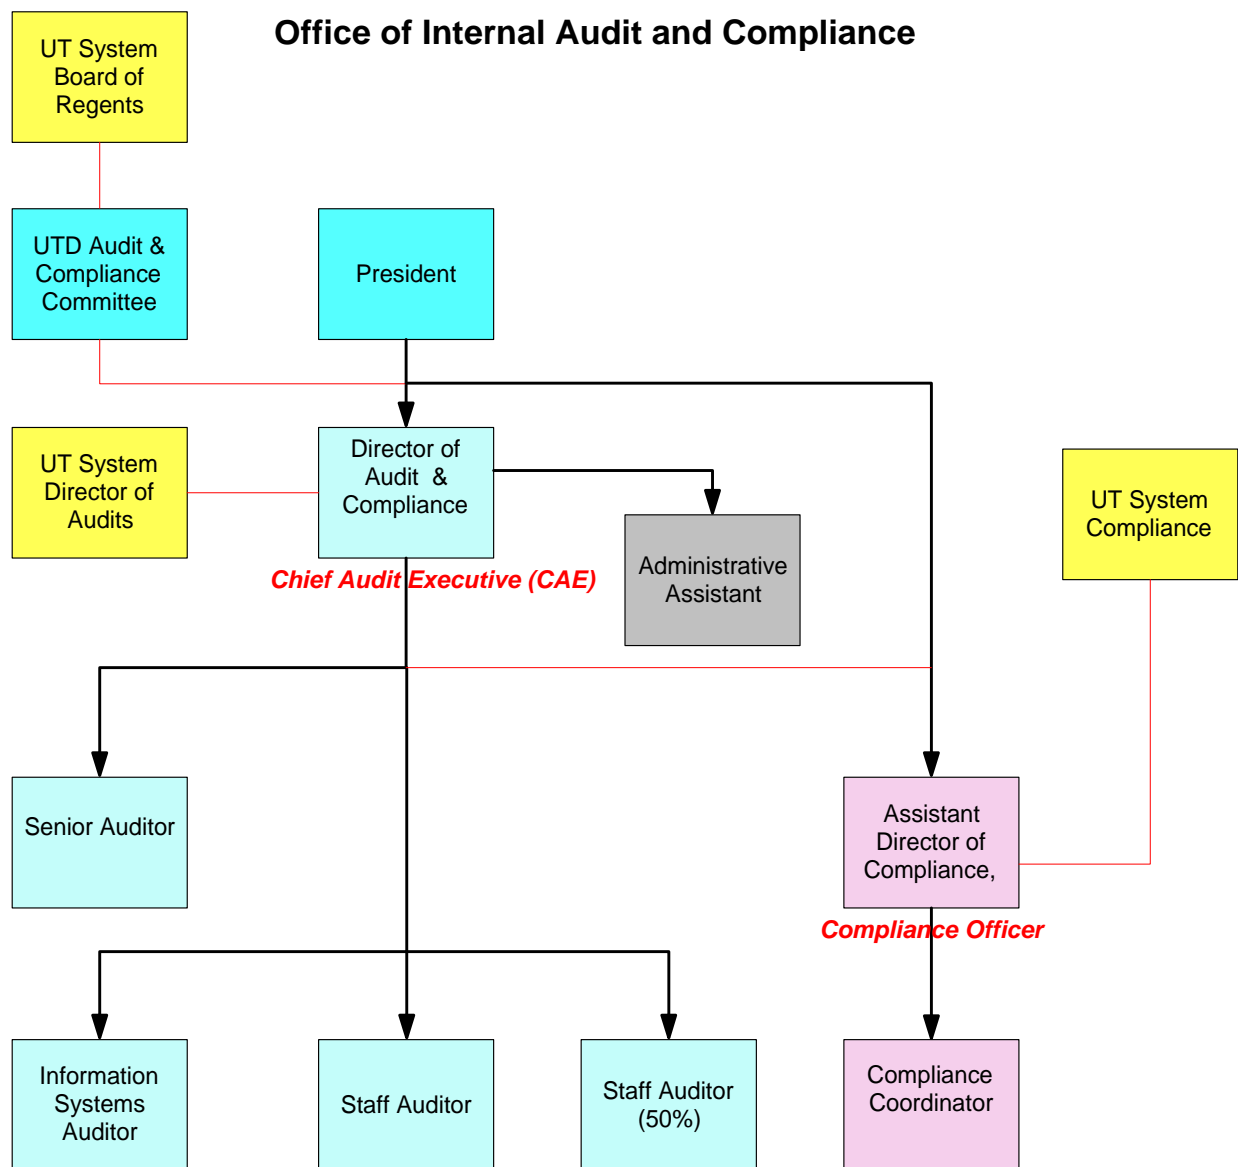 Office of Internal Audit and Compliance
UT System
Board of
Regents
UTD Audit &
Compliance
Committee
President
UT System
Director of
Audits
Director of
Audit &
Compliance
Chief Audit Executive (CAE)
Administrative
Assistant
UT System
Compliance
Senior Auditor
Assistant
Director of
Compliance,
Compliance Officer
Information
Systems
Auditor
Staff Auditor
Staff Auditor
(50%)
Compliance
Coordinator